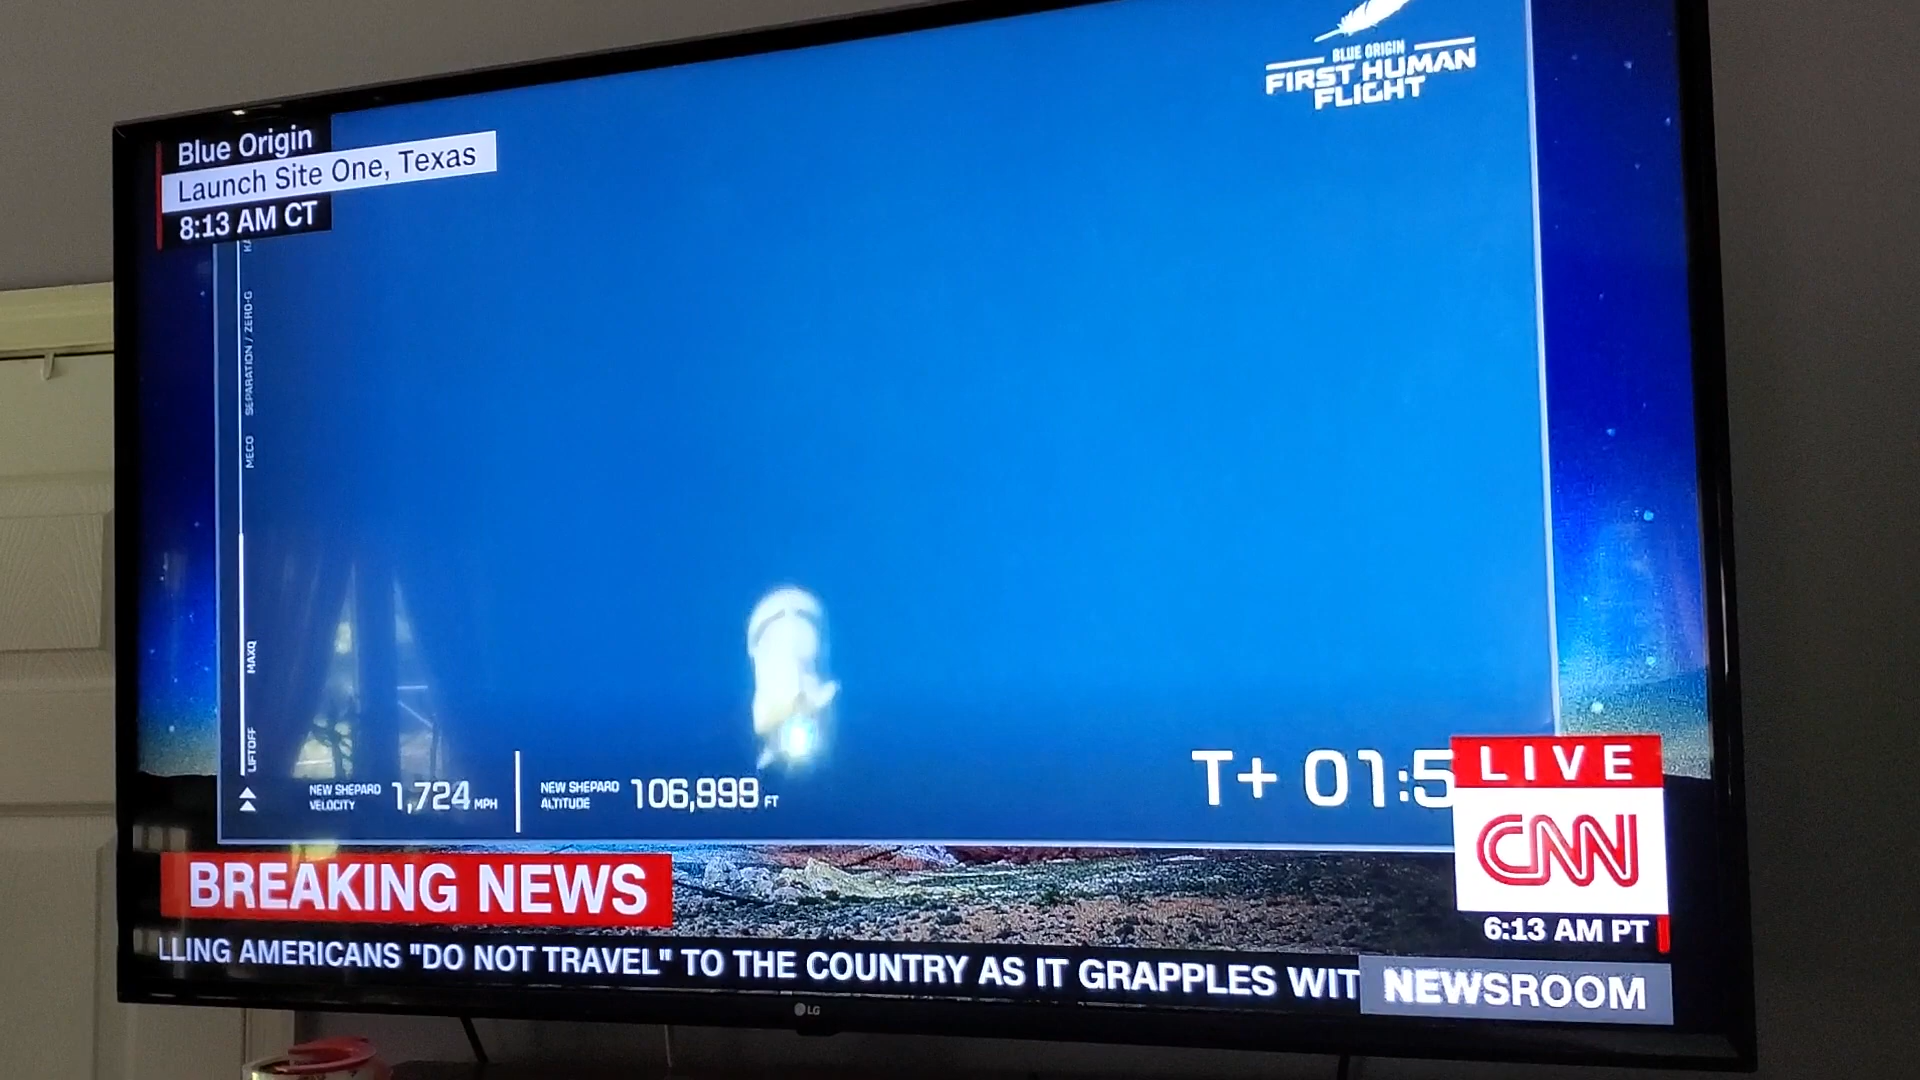 BLUE ORIGIN
FIRST HUMAN
FLIGHT
Blue Origin
Launch Site One, Texas
8:13 AM CT
SEPARATION / ZERO-G
MECO
MAXQ
LIFTOFF
NEW SHEPARD
VELOCITY
1,724 MPH
NEW SHEPARD
ALTITUDE
106,999 FT
T+ 01:5
LIVE
CNN
6:13 AM PT
BREAKING NEWS
LLING AMERICANS "DO NOT TRAVEL" TO THE COUNTRY AS IT GRAPPLES WIT
NEWSROOM
LG